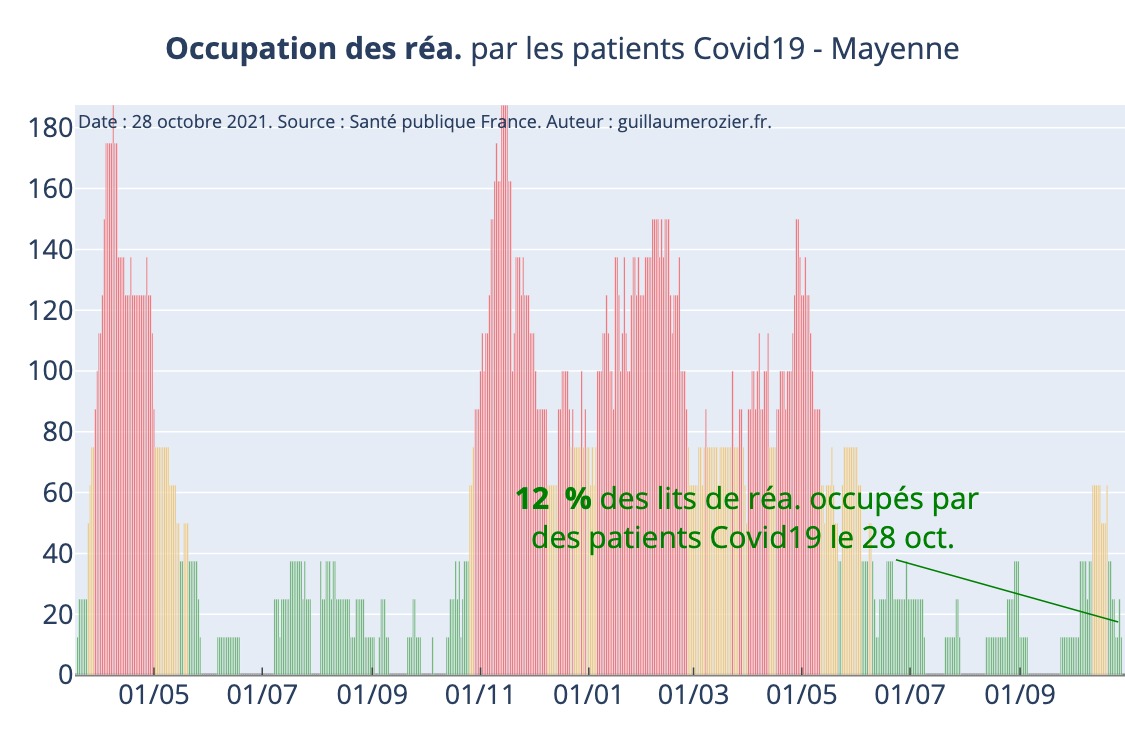 Occupation des réa. par les patients Covid19 - Mayenne
Date : 28 octobre 2021. Source : Santé publique France. Auteur : guillaumerozier.fr.
180
160
140
120
100
80
60
40
20
0
12  % des lits de réa. occupés par
des patients Covid19 le 28 oct.
01/05 01/07 01/09 01/11 01/01 01/03 01/05 01/07 01/09